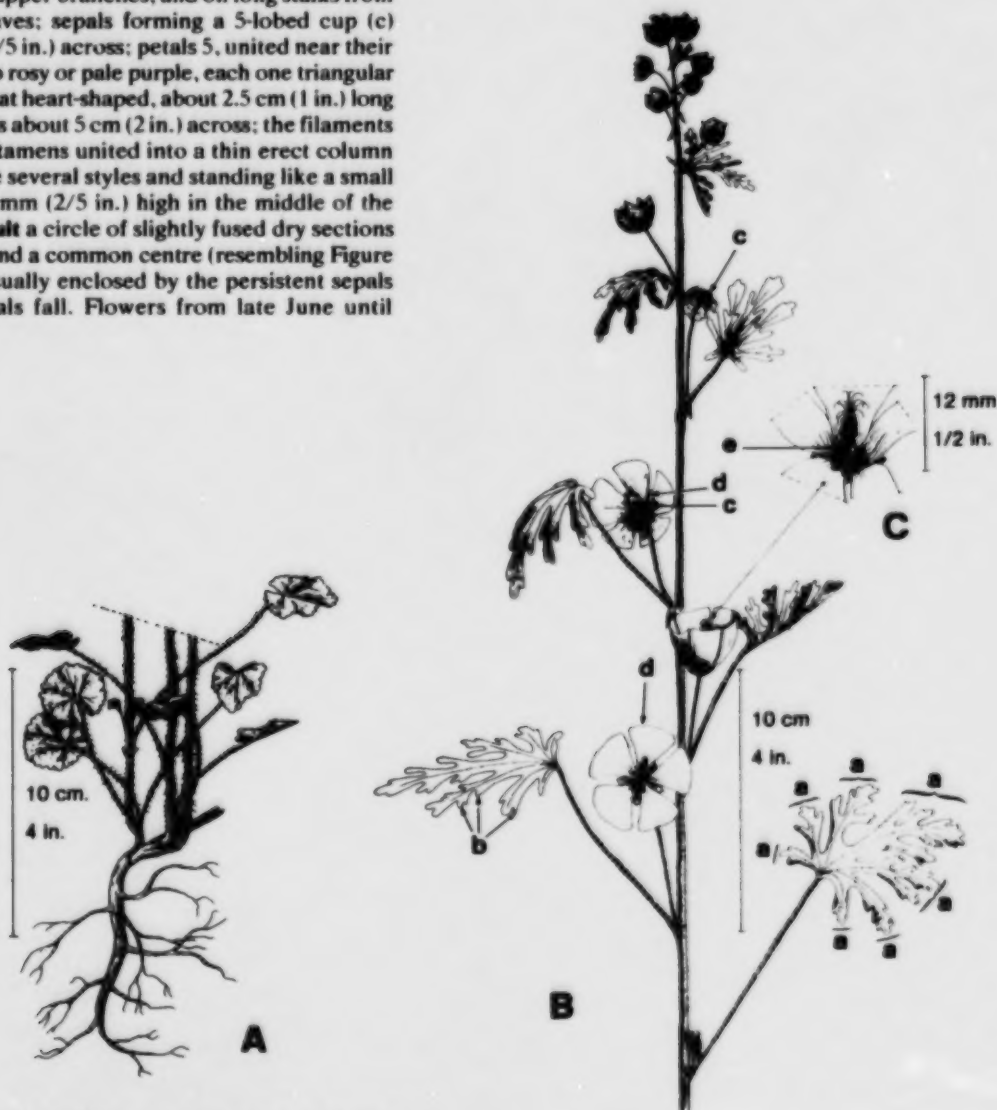 upper branches, and on long stalks from
ves; sepals forming a 5-lobed cup (c)
/5 in.) across; petals 5, united near their
rosy or pale purple, each one triangular
at heart-shaped, about 2.5 cm (1 in.) long
s about 5 cm (2 in.) across; the filaments
tamens united into a thin erect column
several styles and standing like a small
mm (2/5 in.) high in the middle of the
a circle of slightly fused dry sections
nd a common centre (resembling Figure
ually enclosed by the persistent sepals
als fall. Flowers from late June until
c
12 mm
1/2 in.
e
C
d
c
d
10 cm
4 in.
10 cm.
4 in.
a
a
a
a
a
a
a
b
B
A